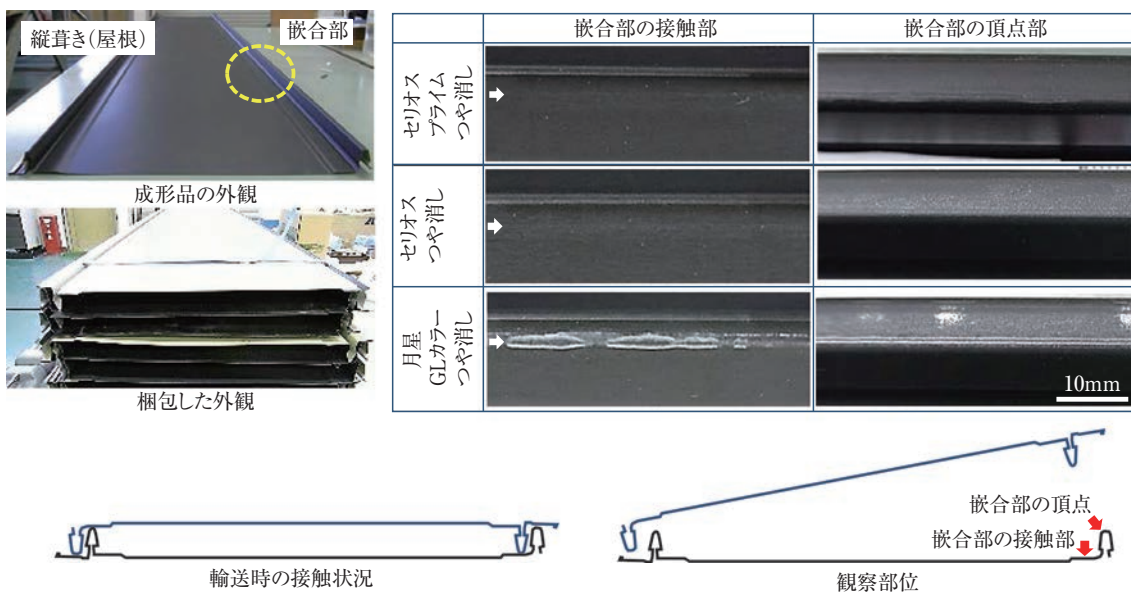 縦葺き(屋根)
嵌合部
成形品の外観
梱包した外観
嵌合部の接触部
嵌合部の頂点部
セリオス
プライム
つや消し
セリオス
つや消し
月星
GLカラー
つや消し
10mm
輸送時の接触状況
嵌合部の頂点
嵌合部の接触部
観察部位